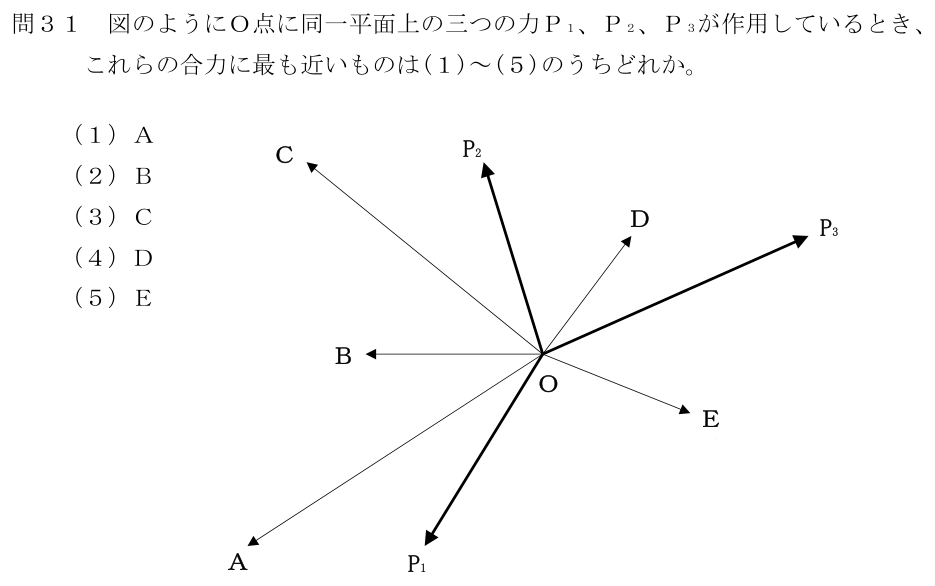 問３１　図のようにＯ点に同一平面上の三つの力Ｐ₁、Ｐ₂、Ｐ₃が作用しているとき、
これらの合力に最も近いものは(１)～(５)のうちどれか。
(１) Ａ
(２) Ｂ
(３) Ｃ
(４) Ｄ
(５) Ｅ
P₂
C
D
P₃
B
O
E
A
P₁